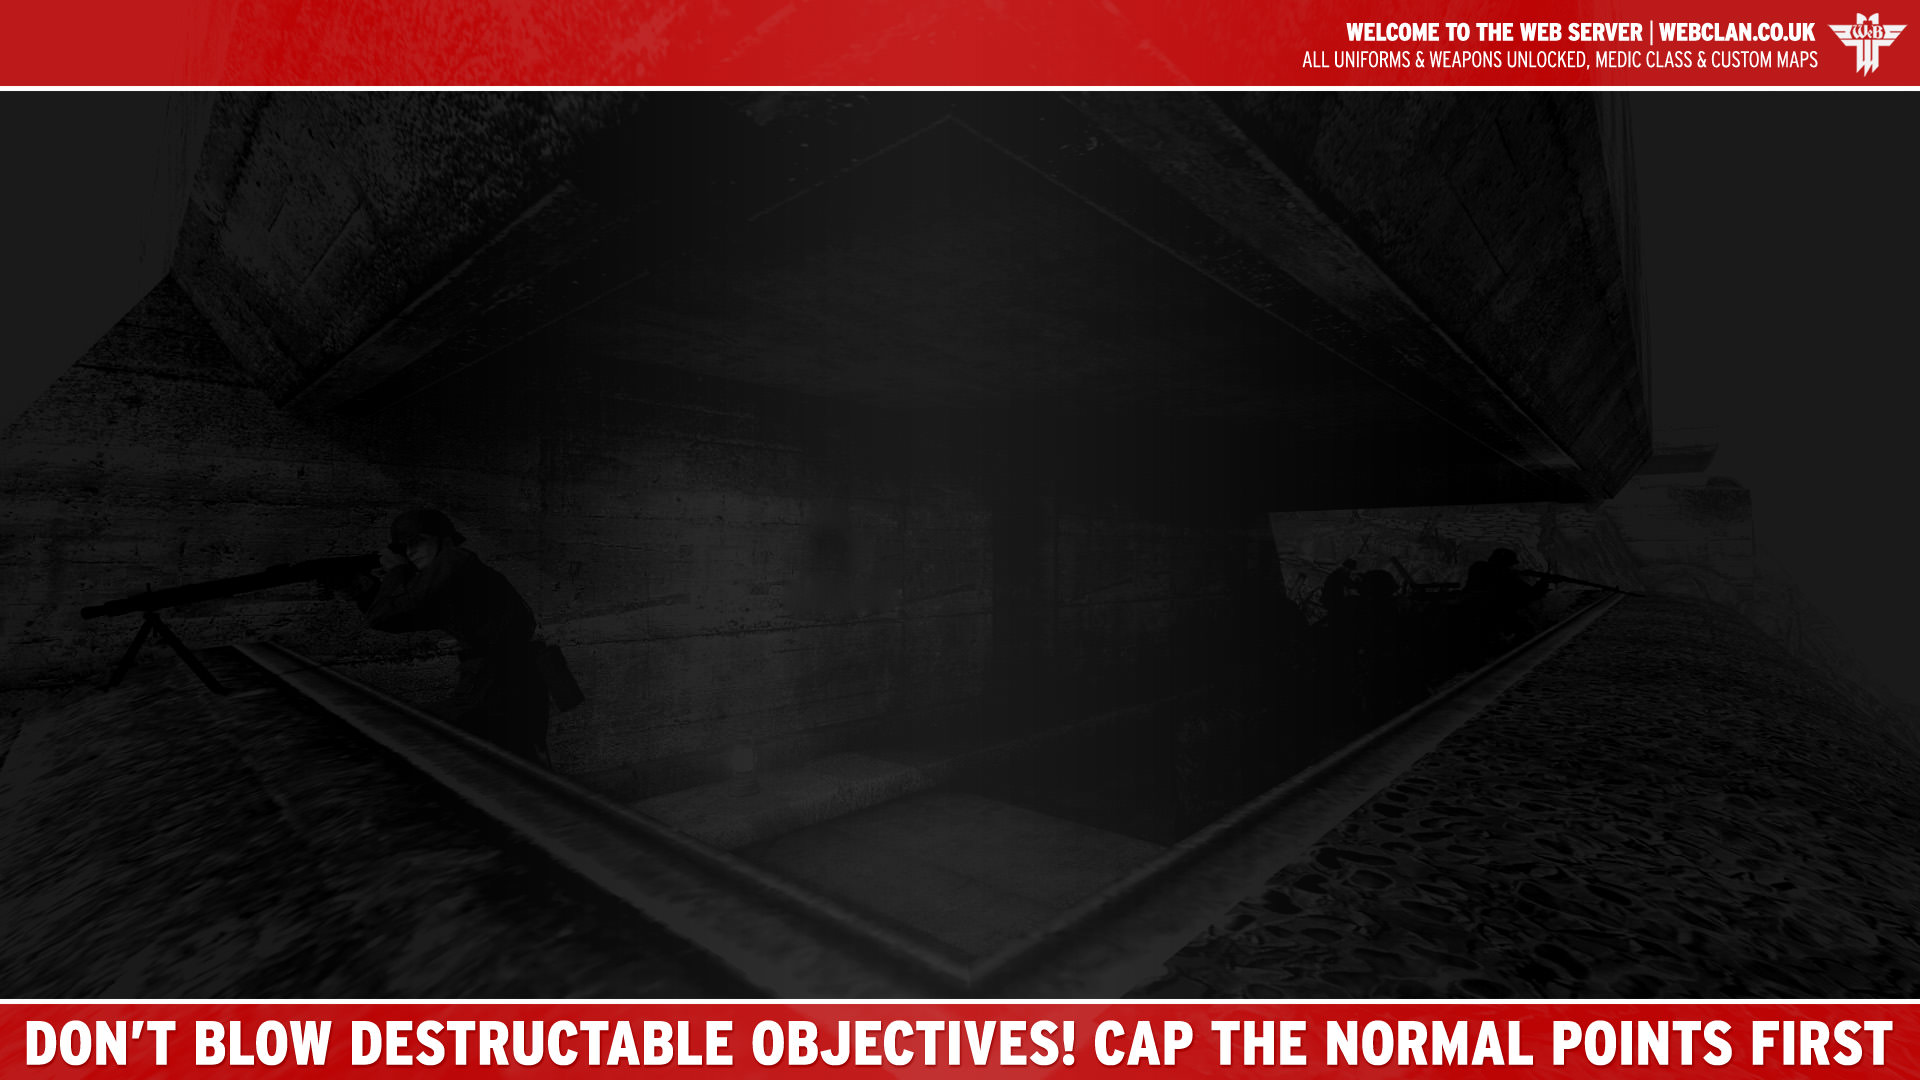 WELCOME TO THE WEB SERVER | WEBCLAN.CO.UK
ALL UNIFORMS & WEAPONS UNLOCKED, MEDIC CLASS & CUSTOM MAPS
WeB
DON'T BLOW DESTRUCTABLE OBJECTIVES! CAP THE NORMAL POINTS FIRST